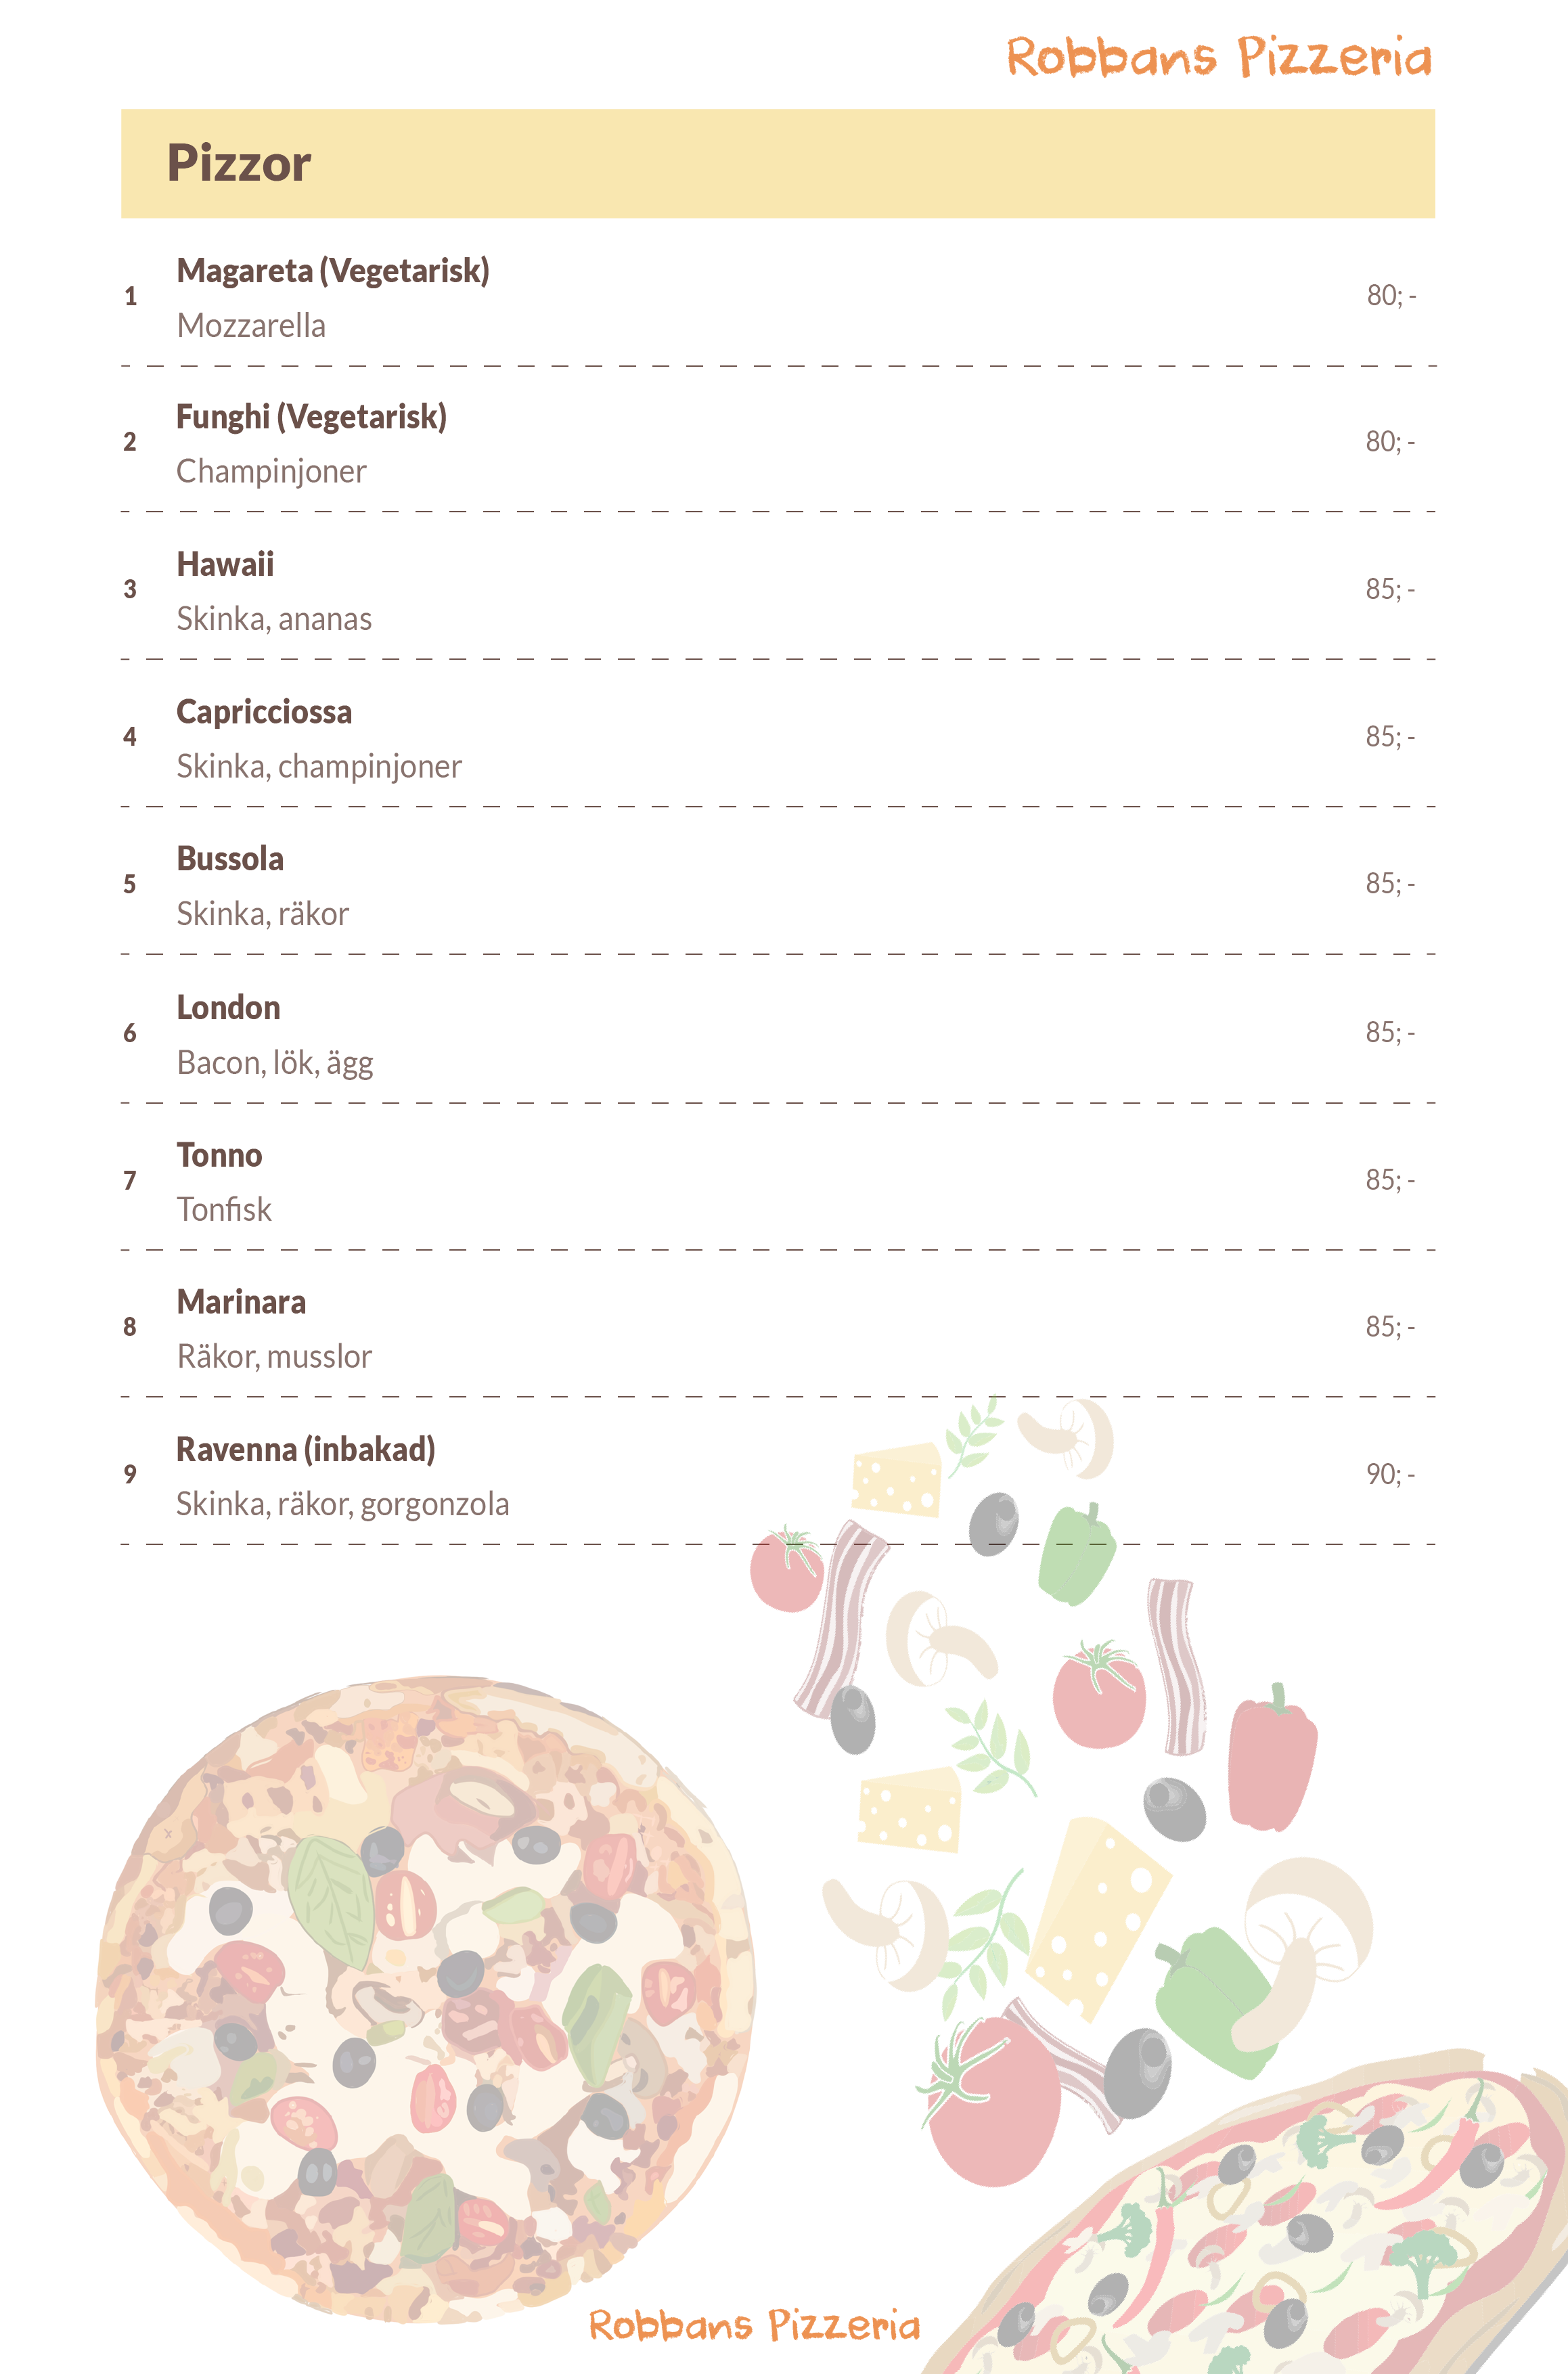 Robbans Pizzeria
Pizzor
Magareta (Vegetarisk)
1 80; -
Mozzarella
Funghi (Vegetarisk)
2 80; -
Champinjoner
Hawaii
3 85; -
Skinka, ananas
Capricciossa
4 85; -
Skinka, champinjoner
Bussola
5 85; -
Skinka, räkor
London
6 85; -
Bacon, lök, ägg
Tonno
7 85; -
Tonfisk
Marinara
8 85; -
Räkor, musslor
Ravenna (inbakad)
9 90; -
Skinka, räkor, gorgonzola
Robbans Pizzeria